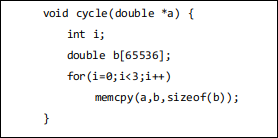 void cycle(double *a) {
int i;
double b[65536];
for(i=0;i<3;i++)
memcpy(a,b,sizeof(b));
}